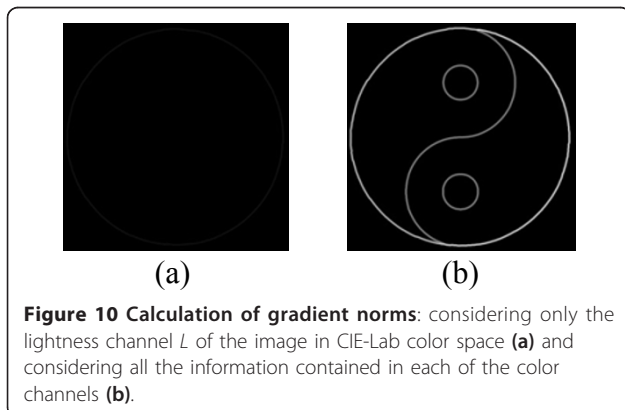 (a) (b)
Figure 10 Calculation of gradient norms: considering only the
lightness channel L of the image in CIE-Lab color space (a) and
considering all the information contained in each of the color
channels (b).